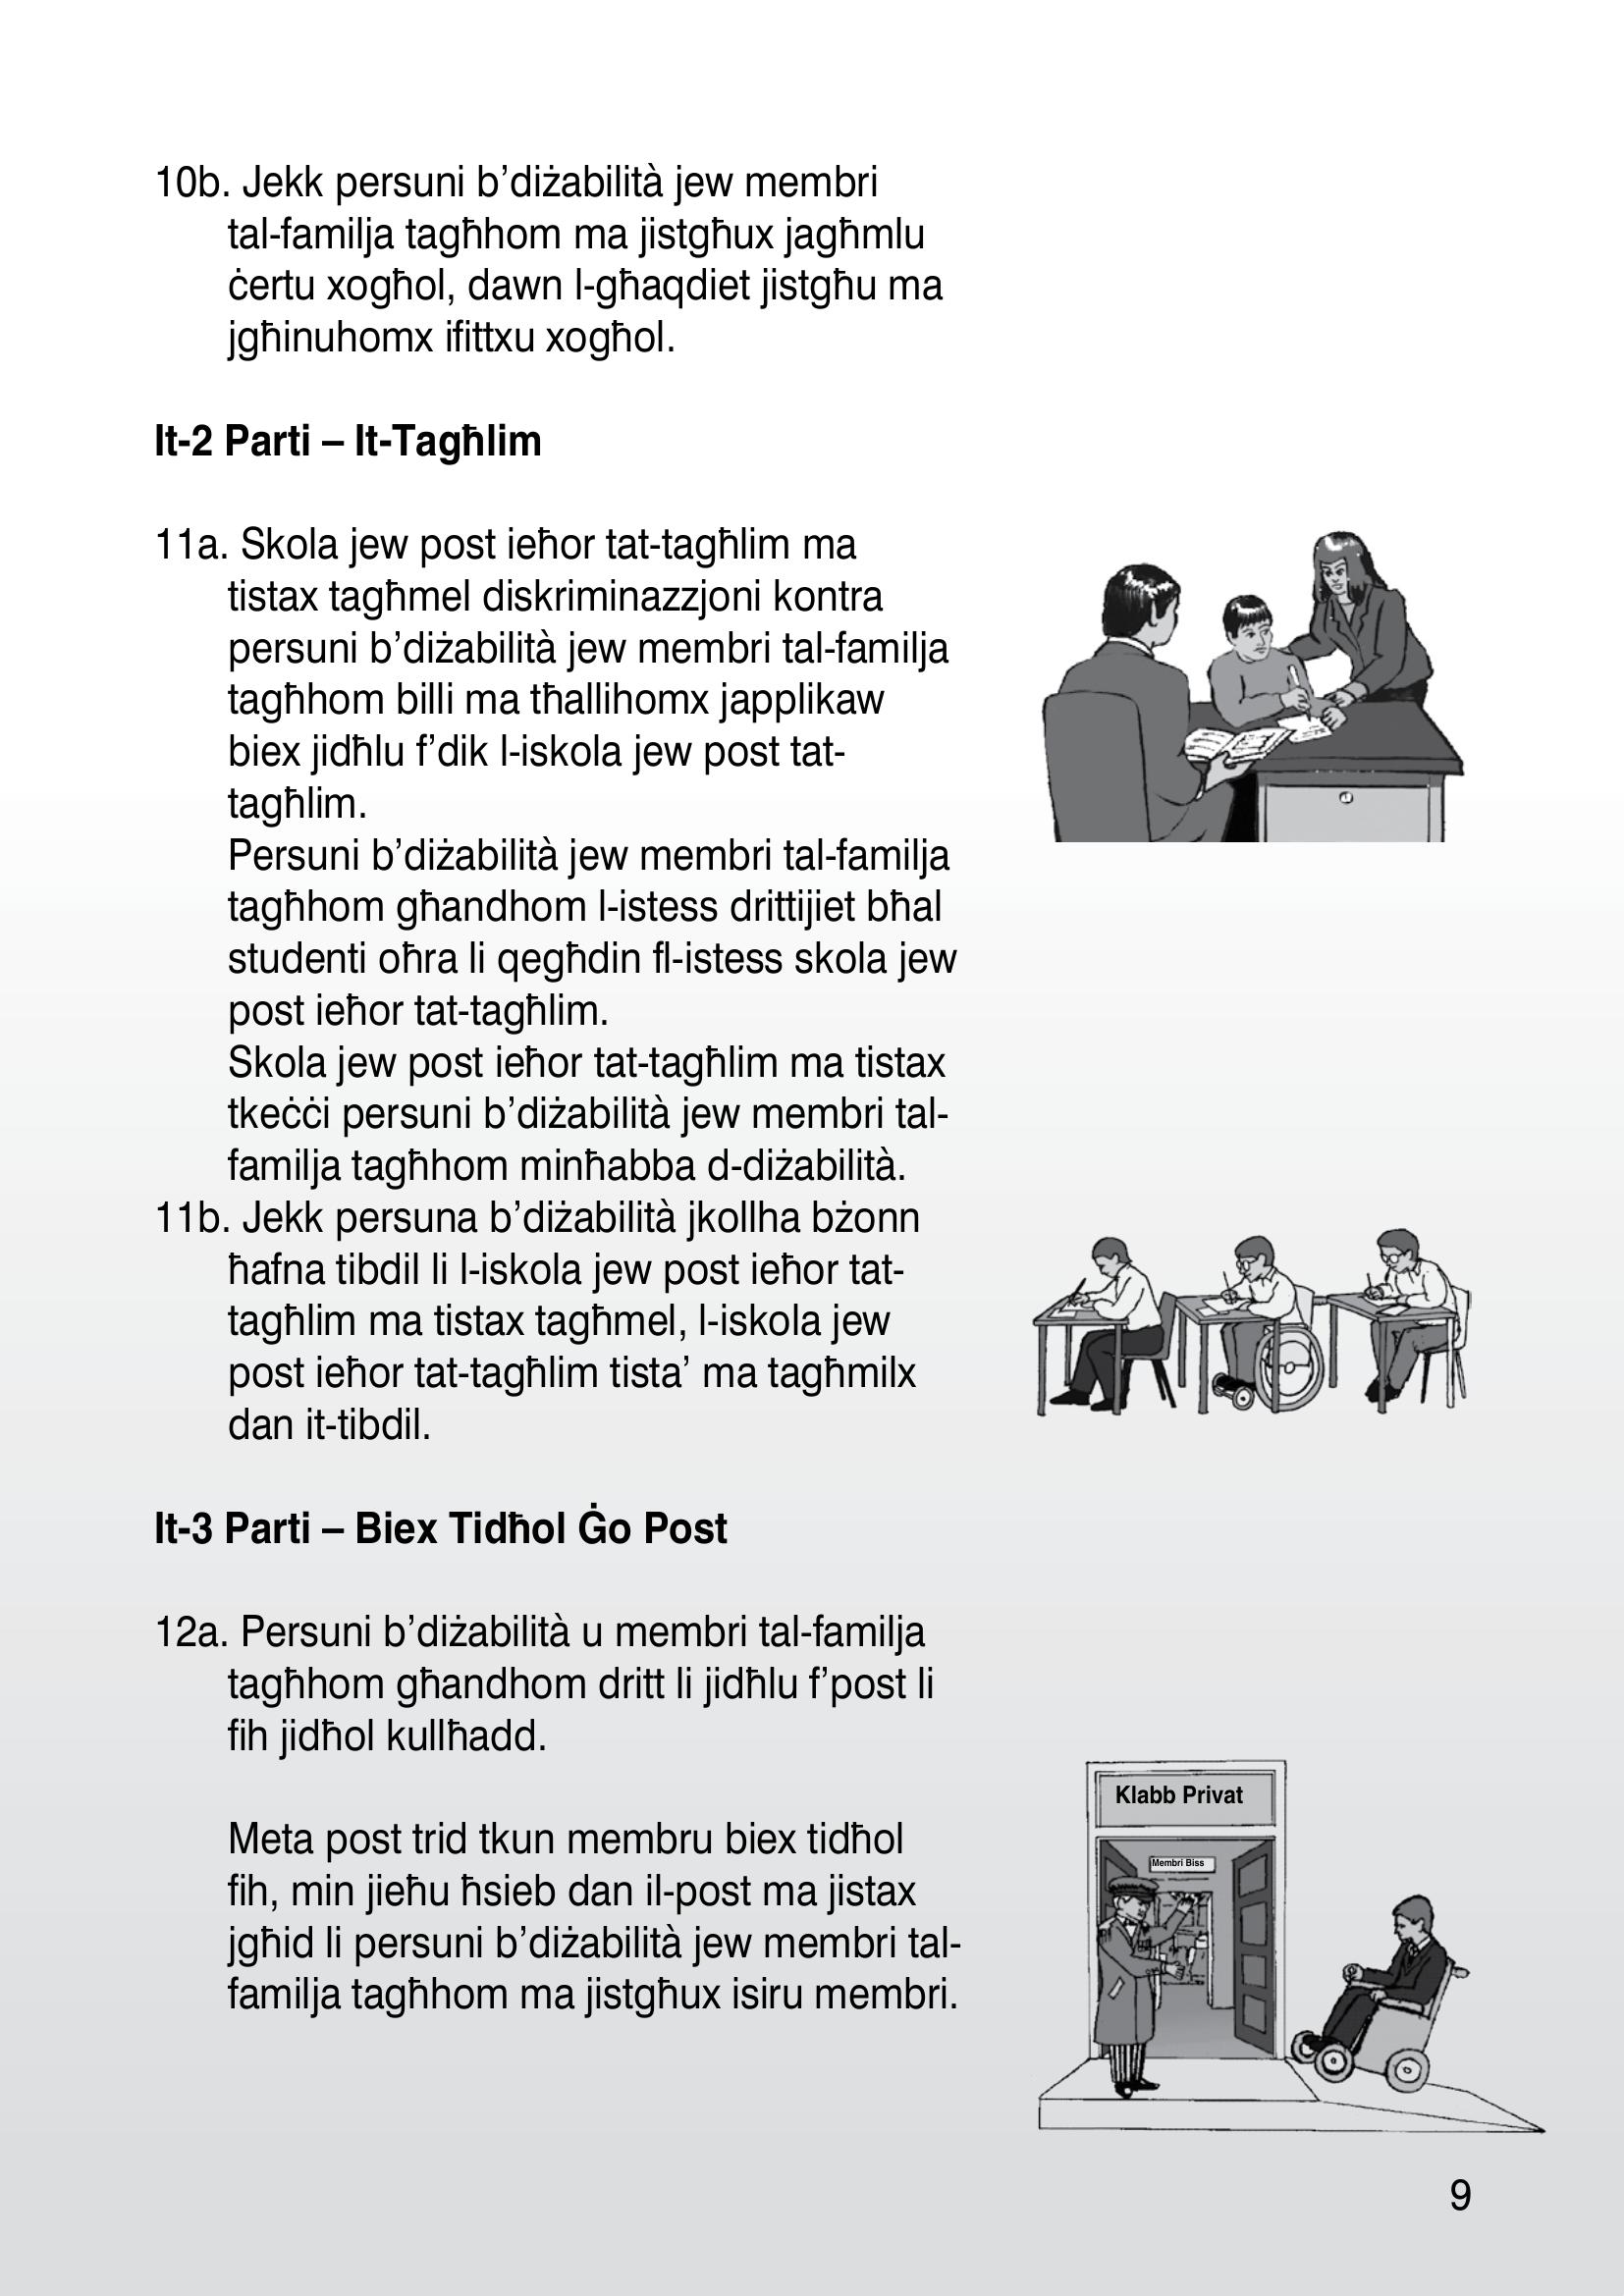 10b. Jekk persuni b’diżabilità jew membri
tal-familja tagħhom ma jistgħux jagħmlu
ċertu xogħol, dawn l-għaqdiet jistgħu ma
jgħinuhomx ifittxu xogħol.
It-2 Parti – It-Tagħlim
11a. Skola jew post ieħor tat-tagħlim ma
tistax tagħmel diskriminazzjoni kontra
persuni b’diżabilità jew membri tal-familja
tagħhom billi ma tħallihomx japplikaw
biex jidħlu f’dik l-iskola jew post tat-
tagħlim.
Persuni b’diżabilità jew membri tal-familja
tagħhom għandhom l-istess drittijiet bħal
studenti oħra li qegħdin fl-istess skola jew
post ieħor tat-tagħlim.
Skola jew post ieħor tat-tagħlim ma tistax
tkeċċi persuni b’diżabilità jew membri tal-
familja tagħhom minħabba d-diżabilità.
11b. Jekk persuna b’diżabilità jkollha bżonn
ħafna tibdil li l-iskola jew post ieħor tat-
tagħlim ma tistax tagħmel, l-iskola jew
post ieħor tat-tagħlim tista’ ma tagħmilx
dan it-tibdil.
It-3 Parti – Biex Tidħol Ġo Post
12a. Persuni b’diżabilità u membri tal-familja
tagħhom għandhom dritt li jidħlu f’post li
fih jidħol kullħadd.
Meta post trid tkun membru biex tidħol
fih, min jieħu ħsieb dan il-post ma jistax
jgħid li persuni b’diżabilità jew membri tal-
familja tagħhom ma jistgħux isiru membri.
Klabb Privat
Membri Biss
9